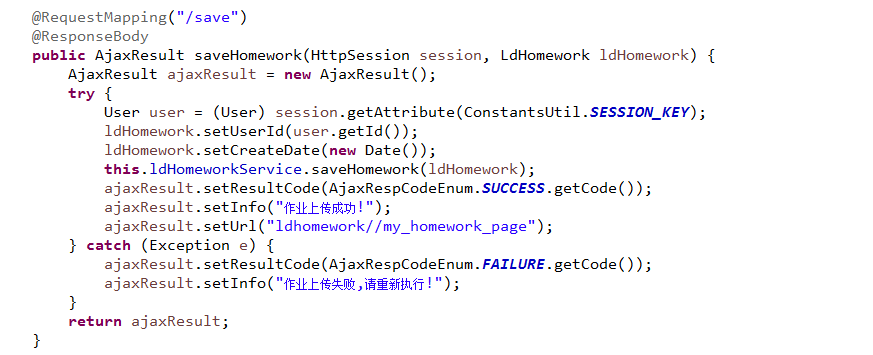 @RequestMapping("/save")
@ResponseBody
public AjaxResult saveHomework(HttpSession session, LdHomework ldHomework) {
    AjaxResult ajaxResult = new AjaxResult();
    try {
        User user = (User) session.getAttribute(ConstantsUtil.SESSION_KEY);
        ldHomework.setUserId(user.getId());
        ldHomework.setCreateDate(new Date());
        this.ldHomeworkService.saveHomework(ldHomework);
        ajaxResult.setResultCode(AjaxRespCodeEnum.SUCCESS.getCode());
        ajaxResult.setInfo("作业上传成功!");
        ajaxResult.setUrl("ldhomework//my_homework_page");
    } catch (Exception e) {
        ajaxResult.setResultCode(AjaxRespCodeEnum.FAILURE.getCode());
        ajaxResult.setInfo("作业上传失败,请重新执行!");
    }
    return ajaxResult;
}